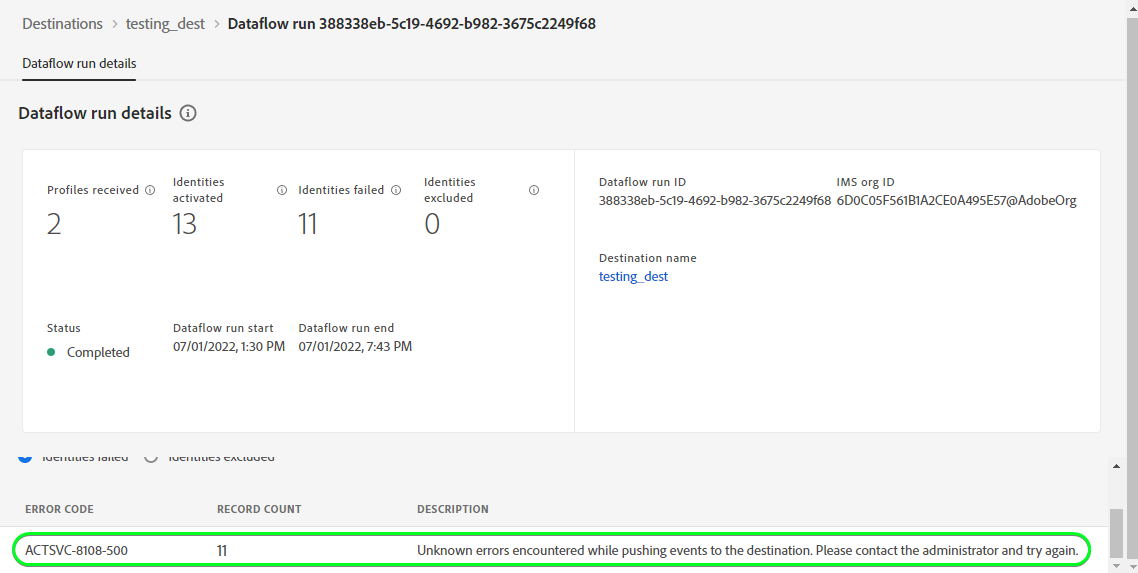 Destinations > testing_dest > Dataflow run 388338eb-5c19-4692-b982-3675c2249f68
Dataflow run details
Dataflow run details
Profiles received
2
Identities activated
13
Identities failed
11
Identities excluded
0
Status
Completed
Dataflow run start
07/01/2022, 1:30 PM
Dataflow run end
07/01/2022, 7:43 PM
Dataflow run ID
388338eb-5c19-4692-b982-3675c2249f68
IMS org ID
6D0C05F561B1A2CE0A495E57@AdobeOrg
Destination name
testing_dest
Identities failed Identities excluded
ERROR CODE RECORD COUNT DESCRIPTION
ACTSVC-8108-500 11 Unknown errors encountered while pushing events to the destination. Please contact the administrator and try again.